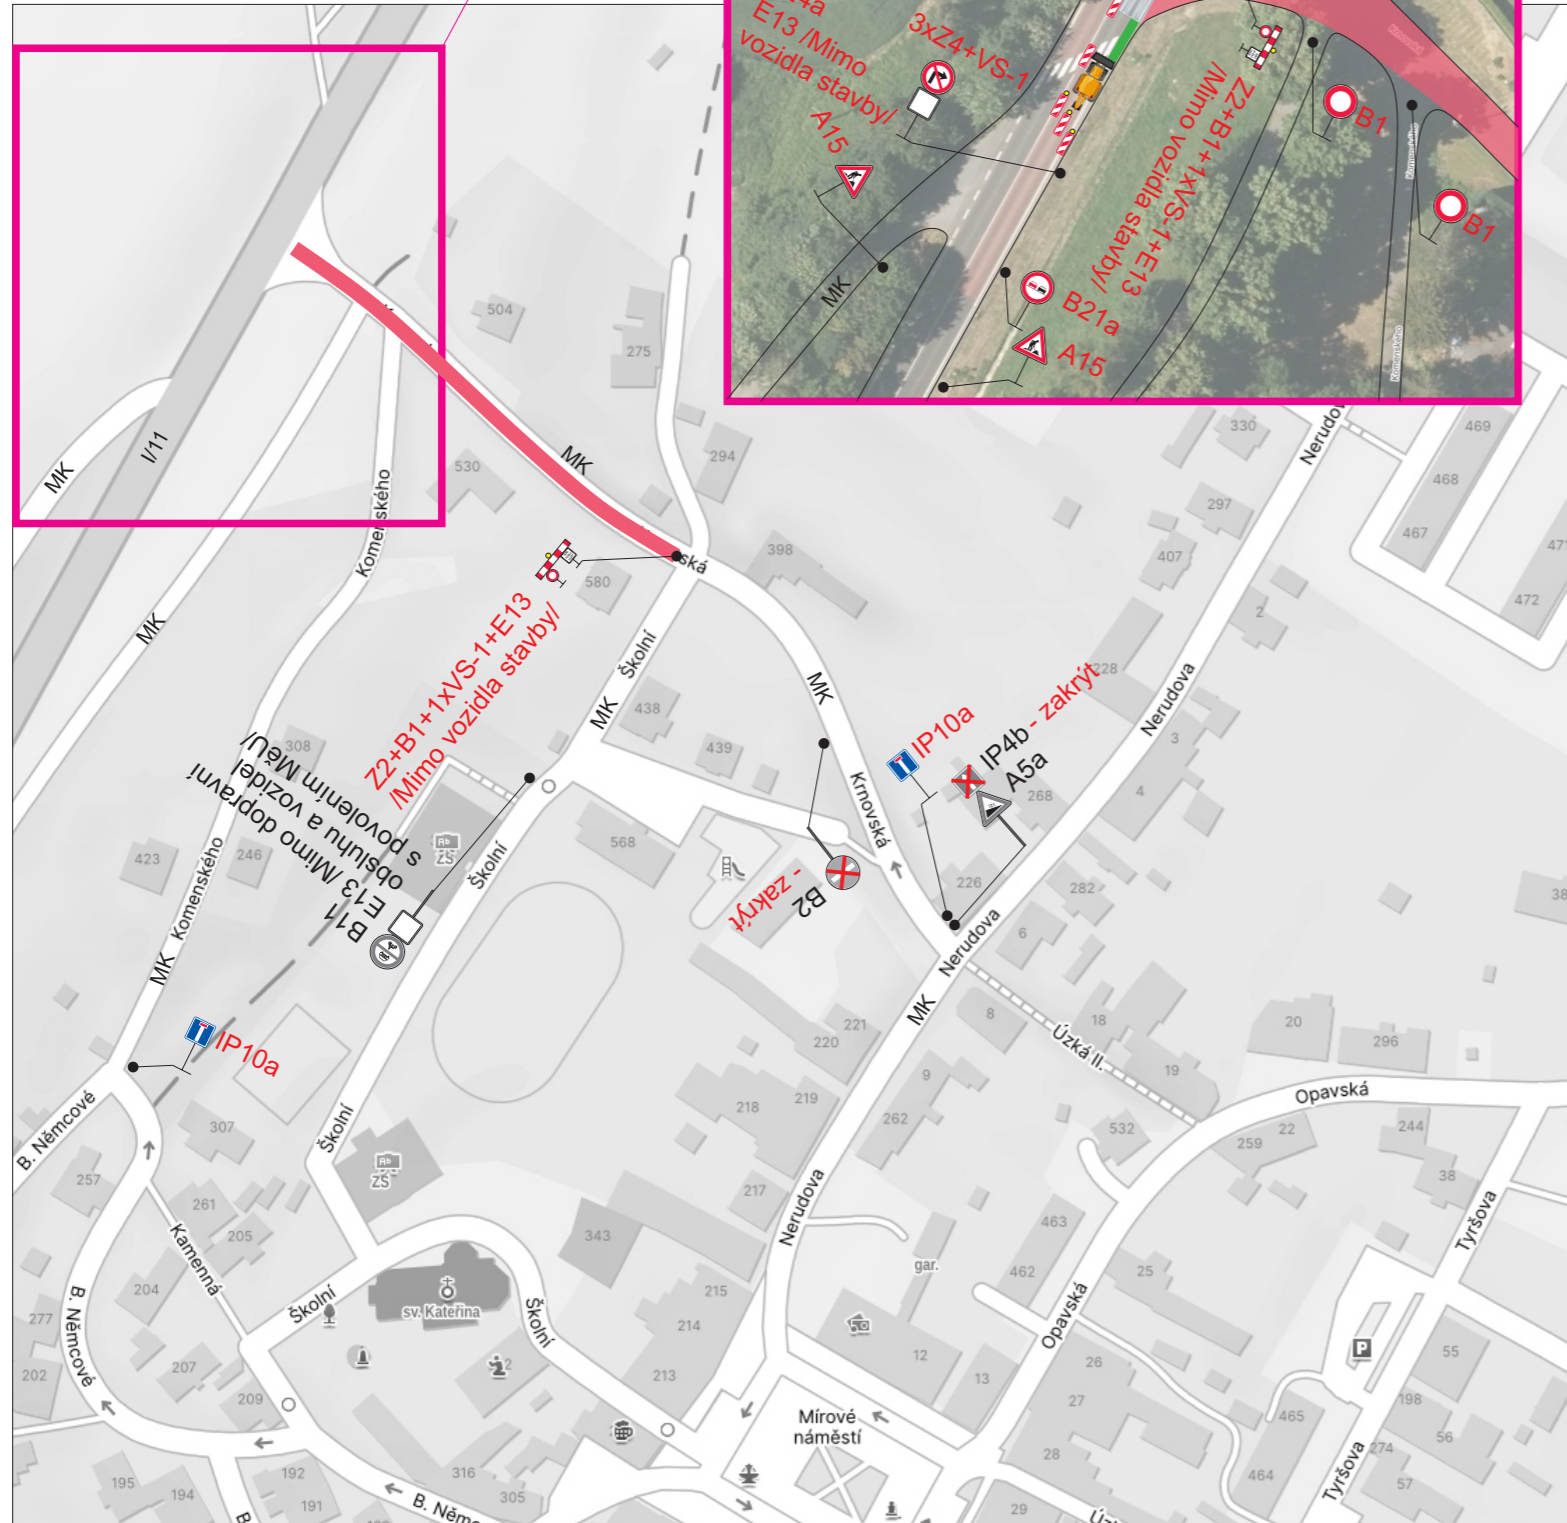 E13 /Mimo
vozidla stavby/
3xZ4+VS-1
A15
MK
Z2+B1+1xVS-1+E13
/Mimo vozidla stavby/
B1
B1
B21a
A15
Komenského
Komenského
I/11
MK
MK
MK
504
275
294
530
Komenského
398
580
Z2+B1+1xVS-1+E13
/Mimo vozidla stavby/
ská
Školní
MK
438
439
568
MK
Krnovská
IP10a
IP4b - zakrýt
A5a
268
226
B2
- zakrýt
B11
E13 /Mimo dopravní
obsluhu a vozidel
s povolením MěÚ/
308
423
246
ZŠ
Školní
MK
Komenského
IP10a
330
469
468
467
471
472
297
407
2
228
Nerudova
Nerudova
3
4
282
6
38
Nerudova
MK
8
18
Úzká II.
19
20
296
221
220
9
262
219
218
217
532
259
22
Opavská
244
38
Tyršova
B. Němcové
307
257
261
205
Kamenná
204
277
202
B. Němcové
207
209
Školní
ZŠ
Školní
sv. Kateřina
Školní
343
215
214
213
Nerudova
gar.
463
462
Opavská
25
12
13
26
27
28
29
P
55
198
56
57
274
465
464
Tyršova
Mírové
náměstí
195
194
192
191
316
305
B. Něm